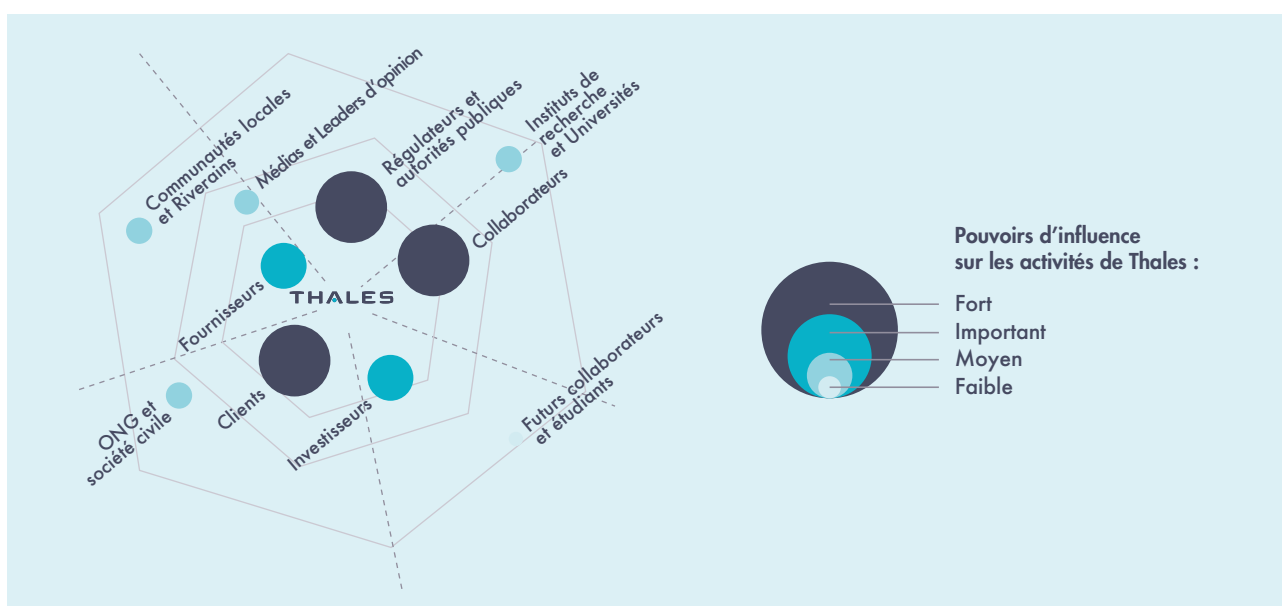 Communautés locales
et Riverains
Médias et Leaders d'opinion
Régulateurs et
autorités publiques
Instituts de
recherche
et Universités
Collaborateurs
Fournisseurs
THALES
ONG et
société civile
Clients
Investisseurs
Futurs collaborateurs
et étudiants
Pouvoirs d'influence
sur les activités de Thales :
Fort
Important
Moyen
Faible